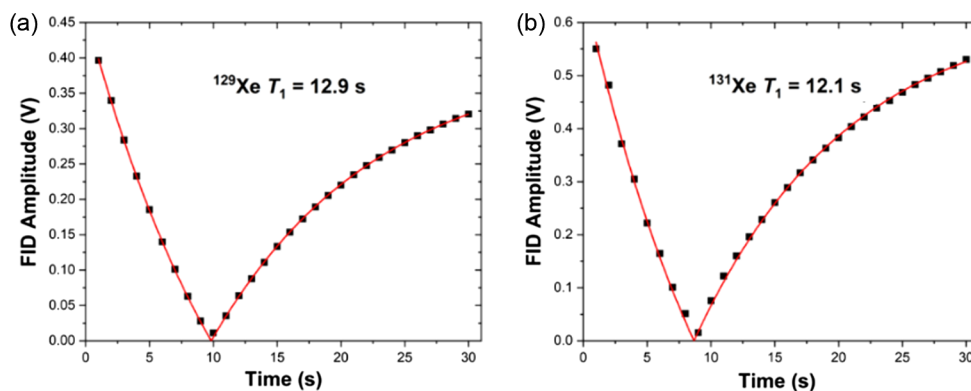 (a)
0.45
0.40
0.35
0.30
0.25
0.20
0.15
0.10
0.05
0.00
FID Amplitude (V)
¹²⁹Xe T₁ = 12.9 s
0 5 10 15 20 25 30
Time (s)
(b)
0.6
0.5
0.4
0.3
0.2
0.1
0.0
FID Amplitude (V)
¹³¹Xe T₁ = 12.1 s
0 5 10 15 20 25 30
Time (s)